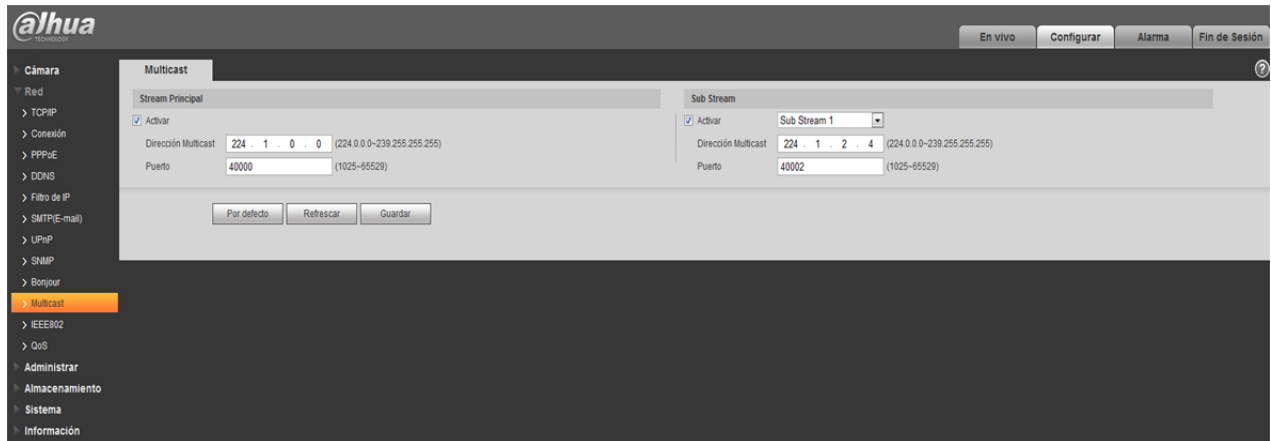 alhua
TECHNOLOGY
En vivo
Configurar
Alarma
Fin de Sesión
Cámara
Red
> TCP/IP
> Conexión
> PPPoE
> DDNS
> Filtro de IP
> SMTP(E-mail)
> UPnP
> SNMP
> Bonjour
> Multicast
> IEEE802
> QoS
Administrar
Almacenamiento
Sistema
Información
Multicast
?
Stream Principal
Activar
Dirección Multicast 224 . 1 . 0 . 0 (224.0.0.0~239.255.255.255)
Puerto 40000 (1025~65529)
Sub Stream
Activar Sub Stream 1
Dirección Multicast 224 . 1 . 2 . 4 (224.0.0.0~239.255.255.255)
Puerto 40002 (1025~65529)
Por defecto Refrescar Guardar